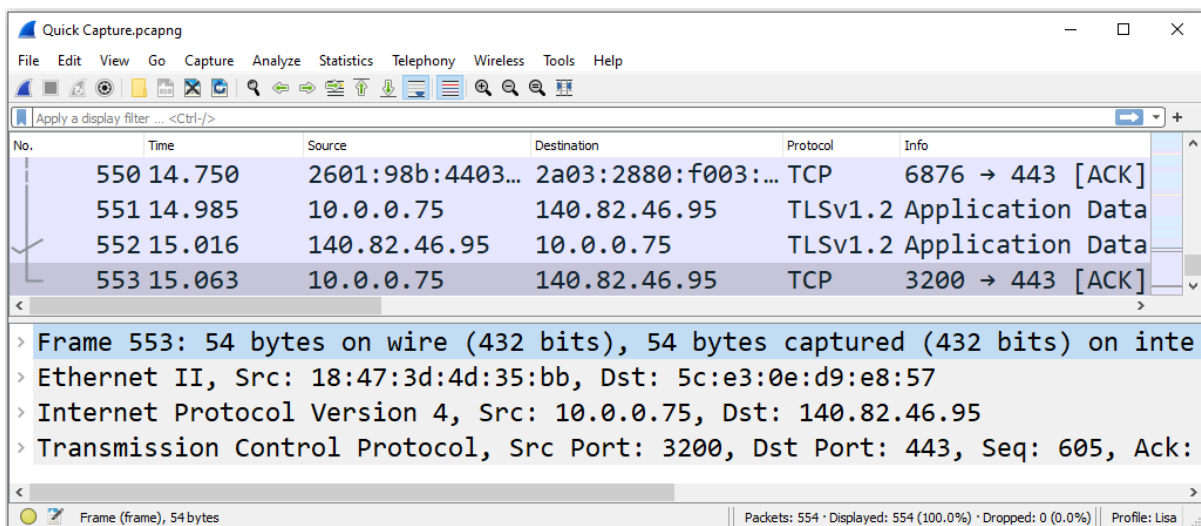 Quick Capture.pcapng
File Edit View Go Capture Analyze Statistics Telephony Wireless Tools Help
Apply a display filter ... <Ctrl-/>
No. Time Source Destination Protocol Info
550 14.750 2601:98b:4403… 2a03:2880:f003:… TCP 6876 → 443 [ACK]
551 14.985 10.0.0.75 140.82.46.95 TLSv1.2 Application Data
552 15.016 140.82.46.95 10.0.0.75 TLSv1.2 Application Data
553 15.063 10.0.0.75 140.82.46.95 TCP 3200 → 443 [ACK]
Frame 553: 54 bytes on wire (432 bits), 54 bytes captured (432 bits) on inte
Ethernet II, Src: 18:47:3d:4d:35:bb, Dst: 5c:e3:0e:d9:e8:57
Internet Protocol Version 4, Src: 10.0.0.75, Dst: 140.82.46.95
Transmission Control Protocol, Src Port: 3200, Dst Port: 443, Seq: 605, Ack:
Frame (frame), 54 bytes Packets: 554 · Displayed: 554 (100.0%) · Dropped: 0 (0.0%) Profile: Lisa